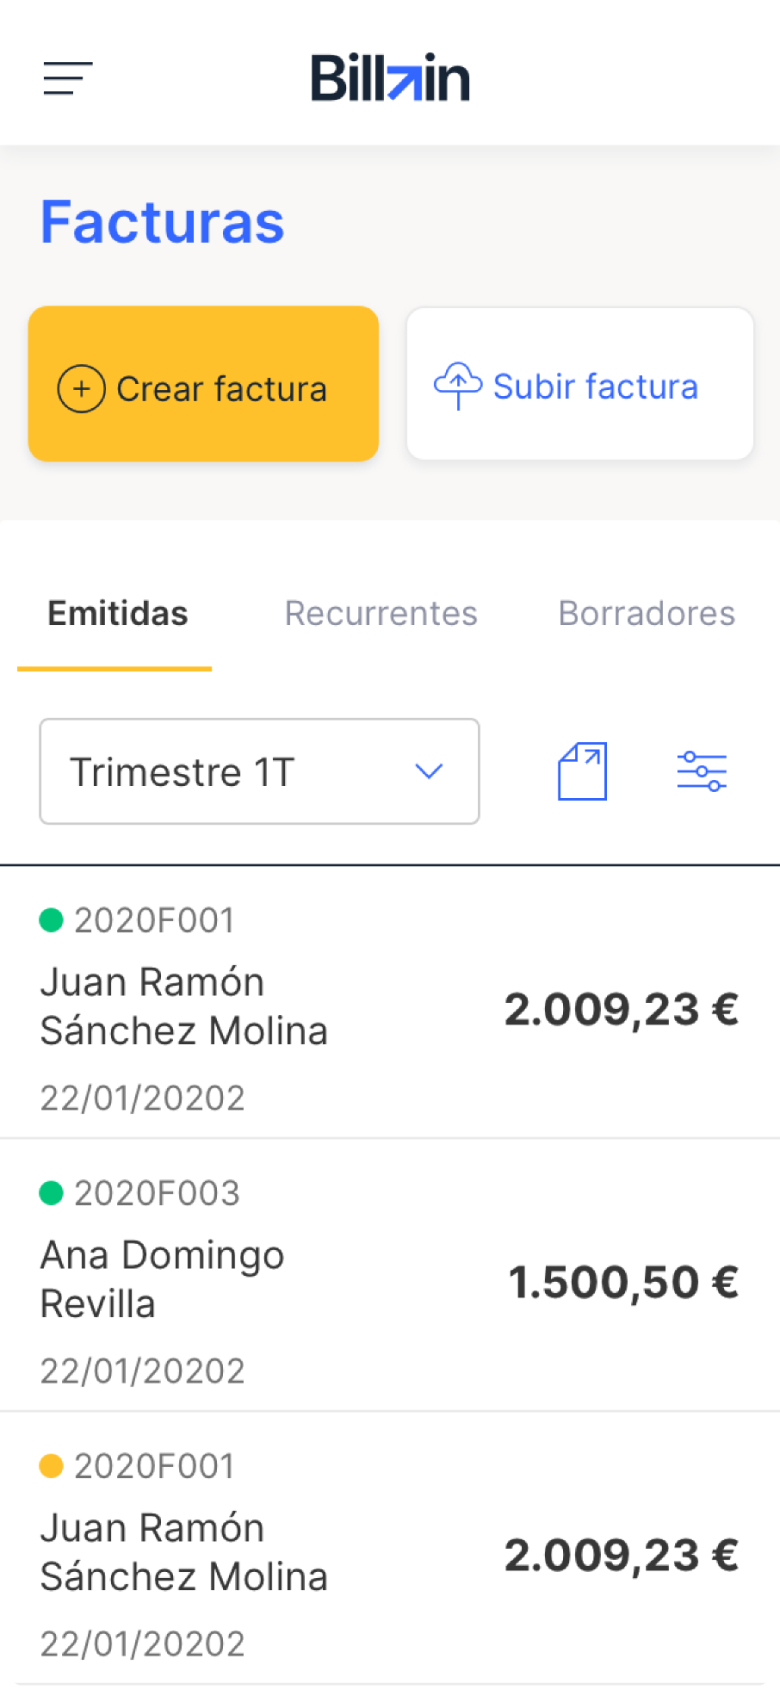 Billin
Facturas
Crear factura
Subir factura
Emitidas
Recurrentes
Borradores
Trimestre 1T
2020F001
Juan Ramón
Sánchez Molina
2.009,23 €
22/01/20202
2020F003
Ana Domingo
Revilla
1.500,50 €
22/01/20202
2020F001
Juan Ramón
Sánchez Molina
2.009,23 €
22/01/20202